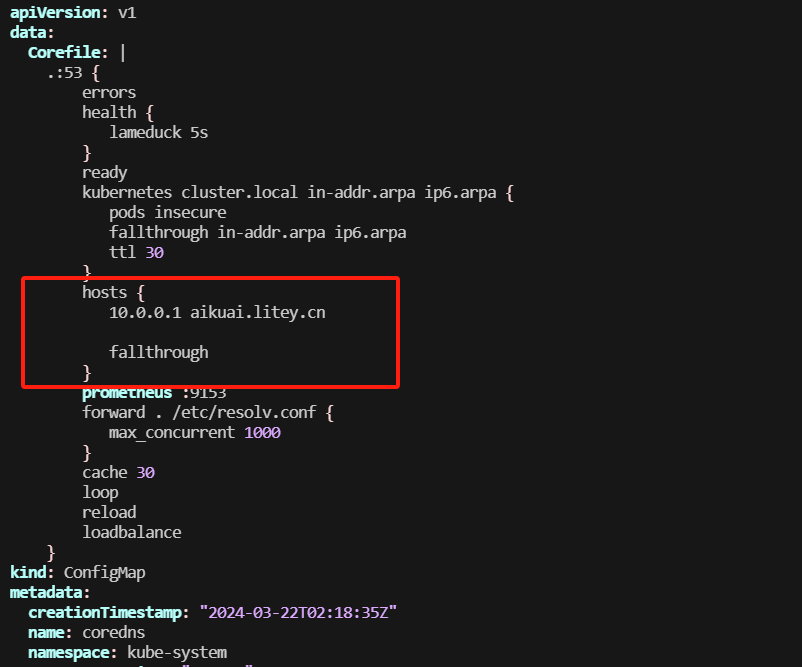 apiVersion: v1
data:
  Corefile: |
    .:53 {
        errors
        health {
           lameduck 5s
        }
        ready
        kubernetes cluster.local in-addr.arpa ip6.arpa {
           pods insecure
           fallthrough in-addr.arpa ip6.arpa
           ttl 30
        }
        hosts {
           10.0.0.1 aikuai.litey.cn
           fallthrough
        }
        prometheus :9153
        forward . /etc/resolv.conf {
           max_concurrent 1000
        }
        cache 30
        loop
        reload
        loadbalance
    }
kind: ConfigMap
metadata:
  creationTimestamp: "2024-03-22T02:18:35Z"
  name: coredns
  namespace: kube-system